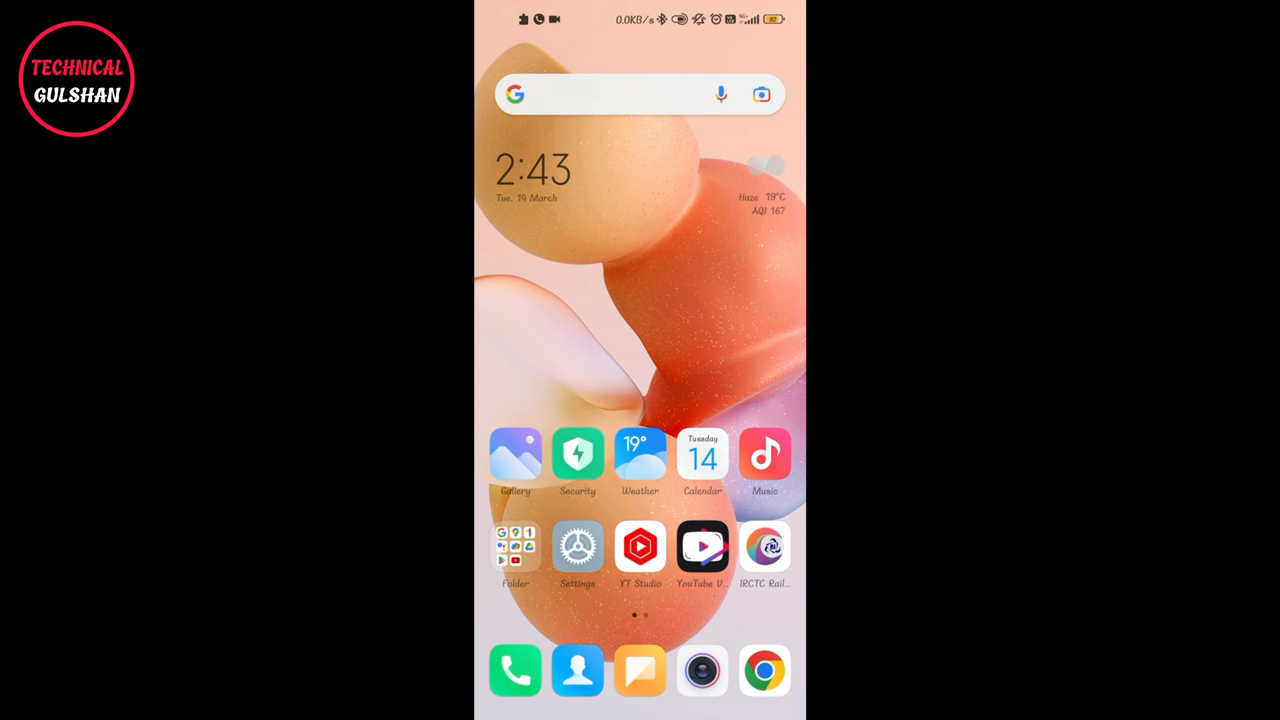 TECHNICAL
GULSHAN
0.0KB/s 82
2:43
Tue, 14 March
Haze 19°C
AQI 167
19° Tuesday
14
Gallery Security Weather Calendar Music
Folder Settings YT Studio YouTube V... IRCTC Rail...